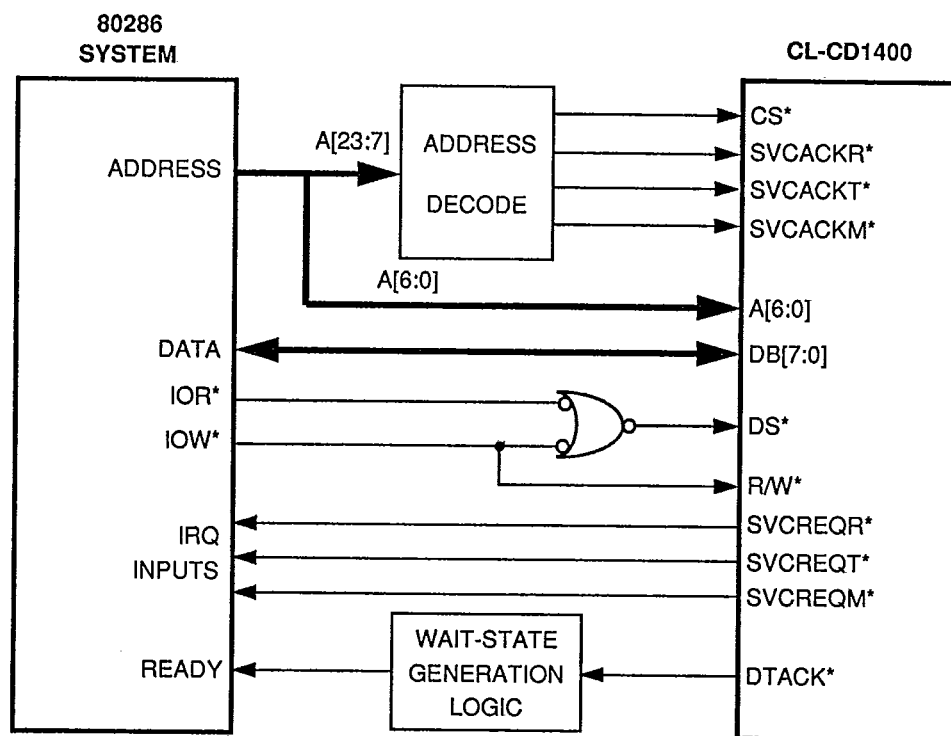 80286
SYSTEM
CL-CD1400
ADDRESS
A[23:7]
ADDRESS
DECODE
CS*
SVCACKR*
SVCACKT*
SVCACKM*
A[6:0]
A[6:0]
DATA
DB[7:0]
IOR*
IOW*
DS*
R/W*
IRQ
INPUTS
SVCREQR*
SVCREQT*
SVCREQM*
READY
WAIT-STATE
GENERATION
LOGIC
DTACK*